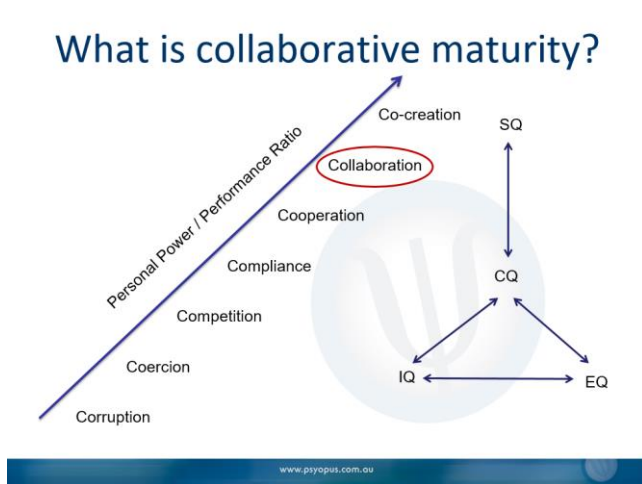 What is collaborative maturity?
Personal Power / Performance Ratio
Co-creation
Collaboration
Cooperation
Compliance
Competition
Coercion
Corruption
SQ
CQ
IQ
EQ
www.psyopus.com.au